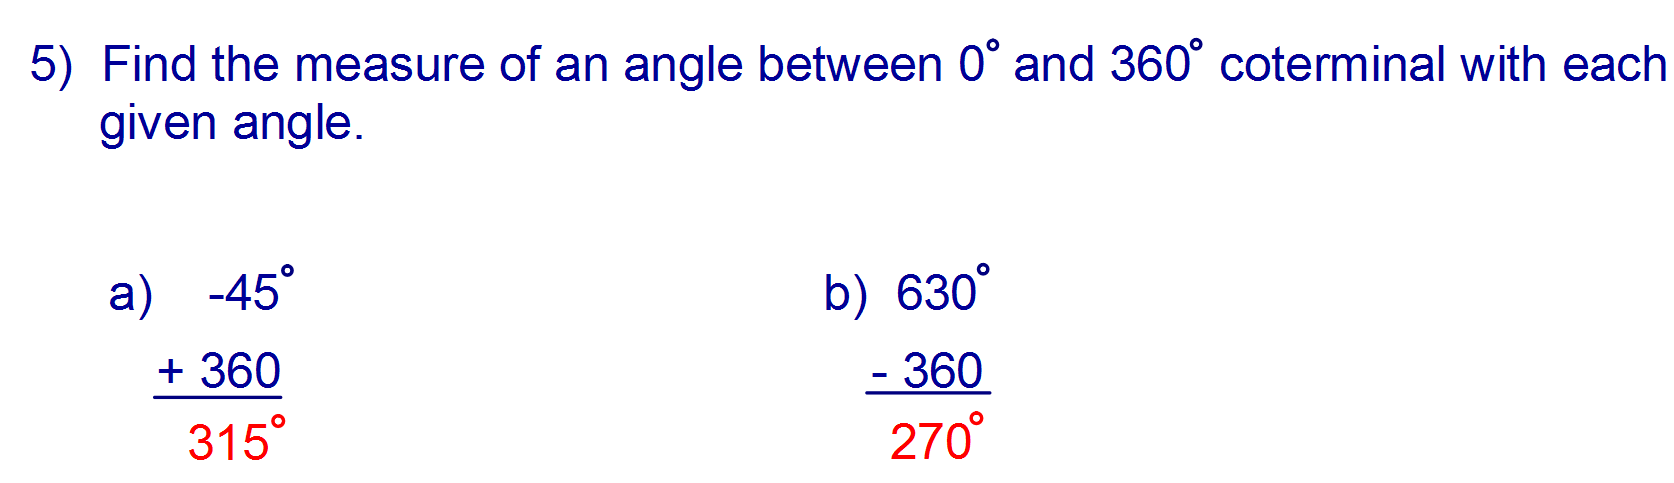 5) Find the measure of an angle between 0° and 360° coterminal with each
given angle.
a) -45° b) 630°
+ 360 - 360
315° 270°